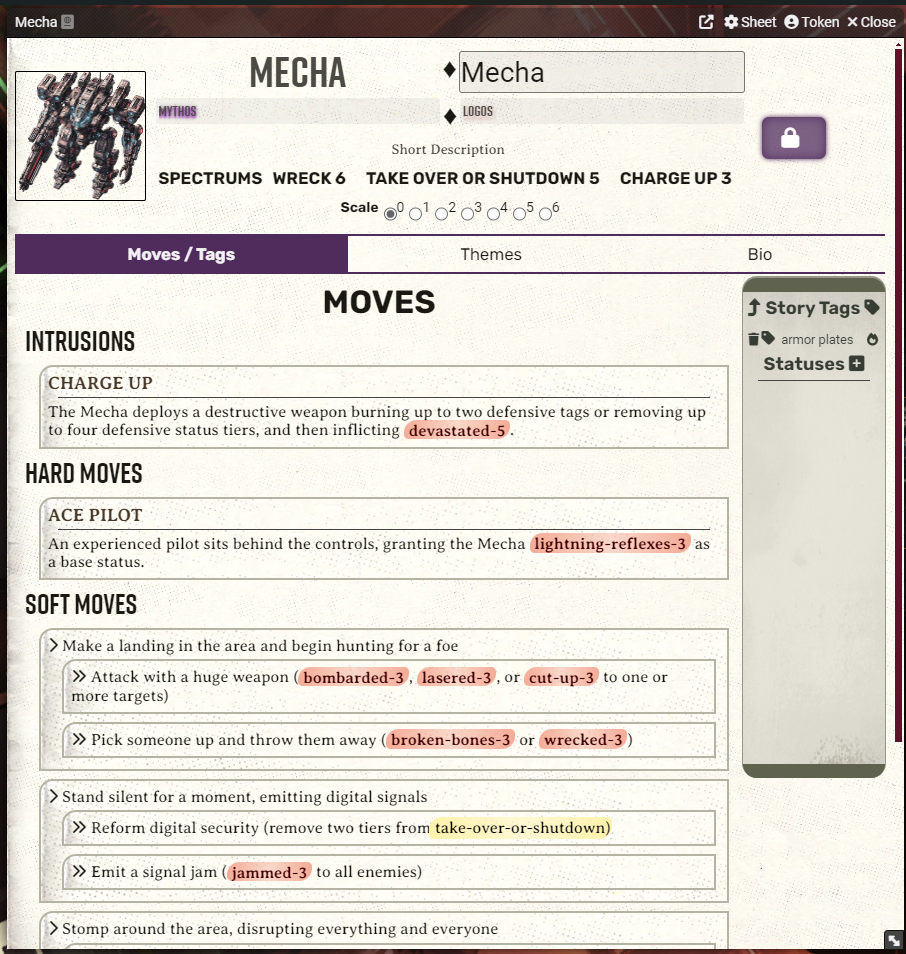 Mecha Sheet Token Close
MECHA
Mecha
MYTHOS
LOGOS
Short Description
SPECTRUMS WRECK 6 TAKE OVER OR SHUTDOWN 5 CHARGE UP 3
Scale 0 1 2 3 4 5 6
Moves / Tags Themes Bio
MOVES
INTRUSIONS
CHARGE UP
The Mecha deploys a destructive weapon burning up to two defensive tags or removing up
to four defensive status tiers, and then inflicting devastated-5 .
HARD MOVES
ACE PILOT
An experienced pilot sits behind the controls, granting the Mecha lightning-reflexes-3 as
a base status.
SOFT MOVES
Make a landing in the area and begin hunting for a foe
Attack with a huge weapon (bombarded-3 , lasered-3 , or cut-up-3 to one or
more targets)
Pick someone up and throw them away (broken-bones-3 or wrecked-3 )
Stand silent for a moment, emitting digital signals
Reform digital security (remove two tiers from take-over-or-shutdown)
Emit a signal jam (jammed-3 to all enemies)
Stomp around the area, disrupting everything and everyone
Story Tags
armor plates
Statuses